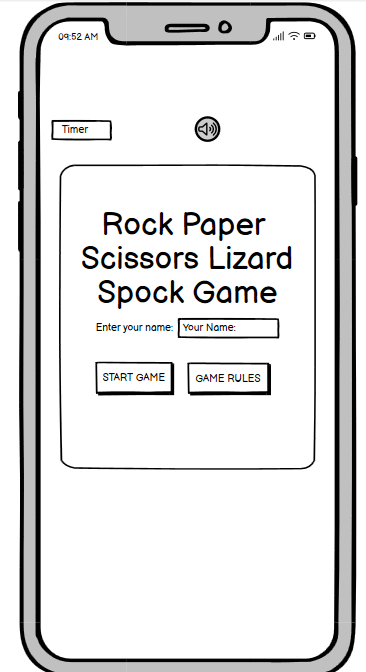 09:52 AM
Timer
Rock Paper
Scissors Lizard
Spock Game
Enter your name: Your Name:
START GAME GAME RULES